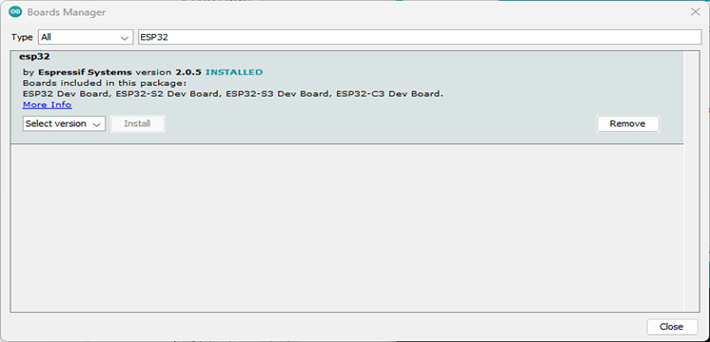 Boards Manager
Type All ESP32
esp32
by Espressif Systems version 2.0.5 INSTALLED
Boards included in this package:
ESP32 Dev Board, ESP32-S2 Dev Board, ESP32-S3 Dev Board, ESP32-C3 Dev Board.
More Info
Select version Install Remove
Close